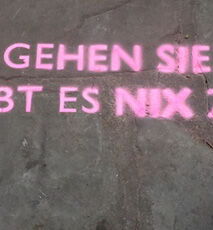 GEHEN SIE
BT ES NIX